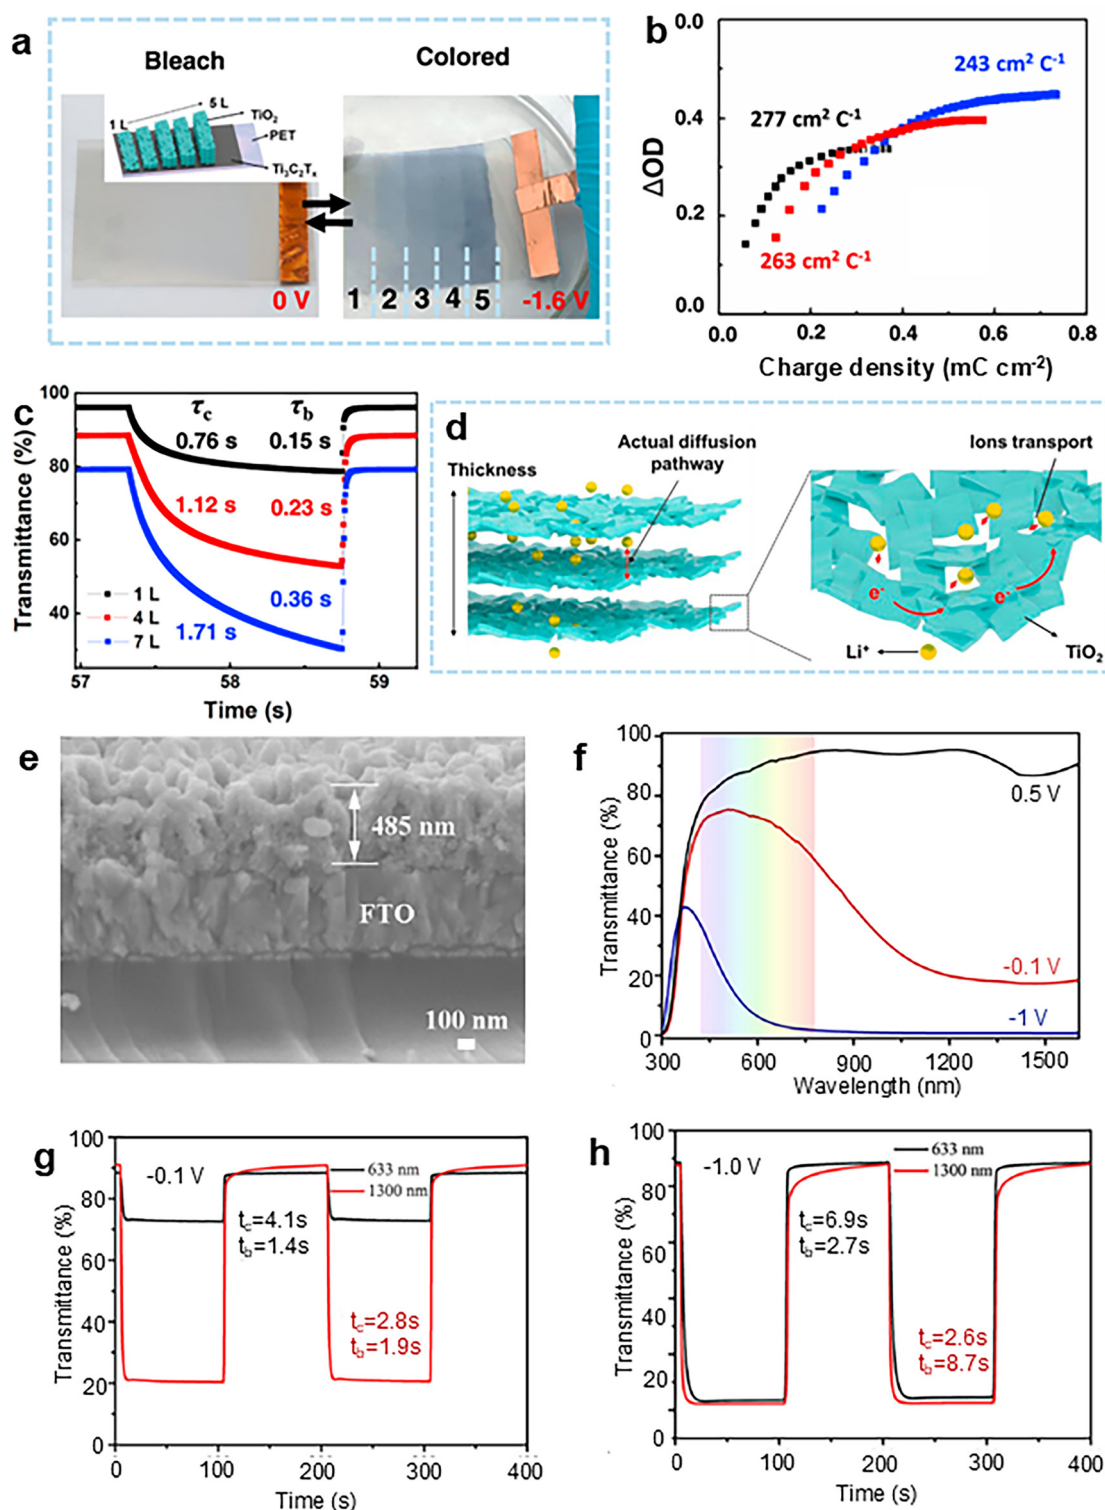 a
Bleach
Colored
1 L
5 L
TiO₂
PET
Ti₃C₂Tₓ
0 V
1 2 3 4 5
-1.6 V
b
ΔOD
0.0
0.4
0.2
0.0
277 cm² C⁻¹
243 cm² C⁻¹
263 cm² C⁻¹
0.0 0.2 0.4 0.6 0.8
Charge density (mC cm⁻²)
c
Transmittance (%)
100
80
60
40
τc τb
0.76 s 0.15 s
1.12 s 0.23 s
0.36 s
1.71 s
1 L
4 L
7 L
57 58 59
Time (s)
d
Thickness
Actual diffusion
pathway
Ions transport
e⁻
e⁻
Li⁺
TiO₂
e
485 nm
FTO
100 nm
f
Transmittance (%)
100
80
60
40
20
0
0.5 V
-0.1 V
-1 V
300 600 900 1200 1500
Wavelength (nm)
g
Transmittance (%)
100
80
60
40
20
0
-0.1 V
633 nm
1300 nm
tc=4.1s
tb=1.4s
tc=2.8s
tb=1.9s
0 100 200 300 400
Time (s)
h
Transmittance (%)
100
80
60
40
20
0
-1.0 V
633 nm
1300 nm
tc=6.9s
tb=2.7s
tc=2.6s
tb=8.7s
0 100 200 300 400
Time (s)